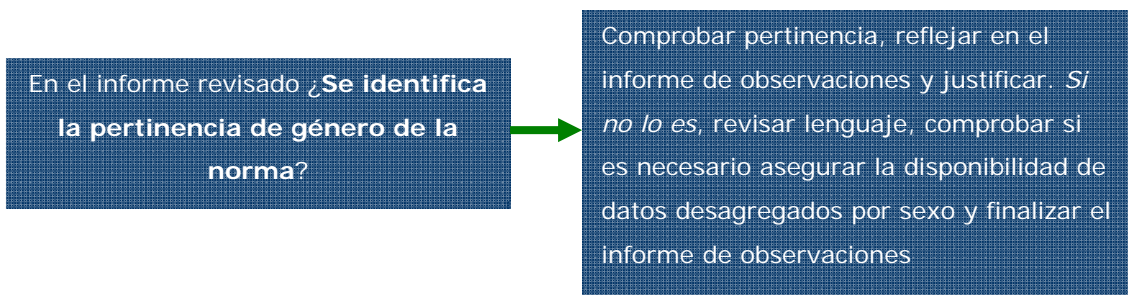 En el informe revisado ¿Se identifica
la pertinencia de género de la
norma?
Comprobar pertinencia, reflejar en el
informe de observaciones y justificar. Si
no lo es, revisar lenguaje, comprobar si
es necesario asegurar la disponibilidad de
datos desagregados por sexo y finalizar el
informe de observaciones